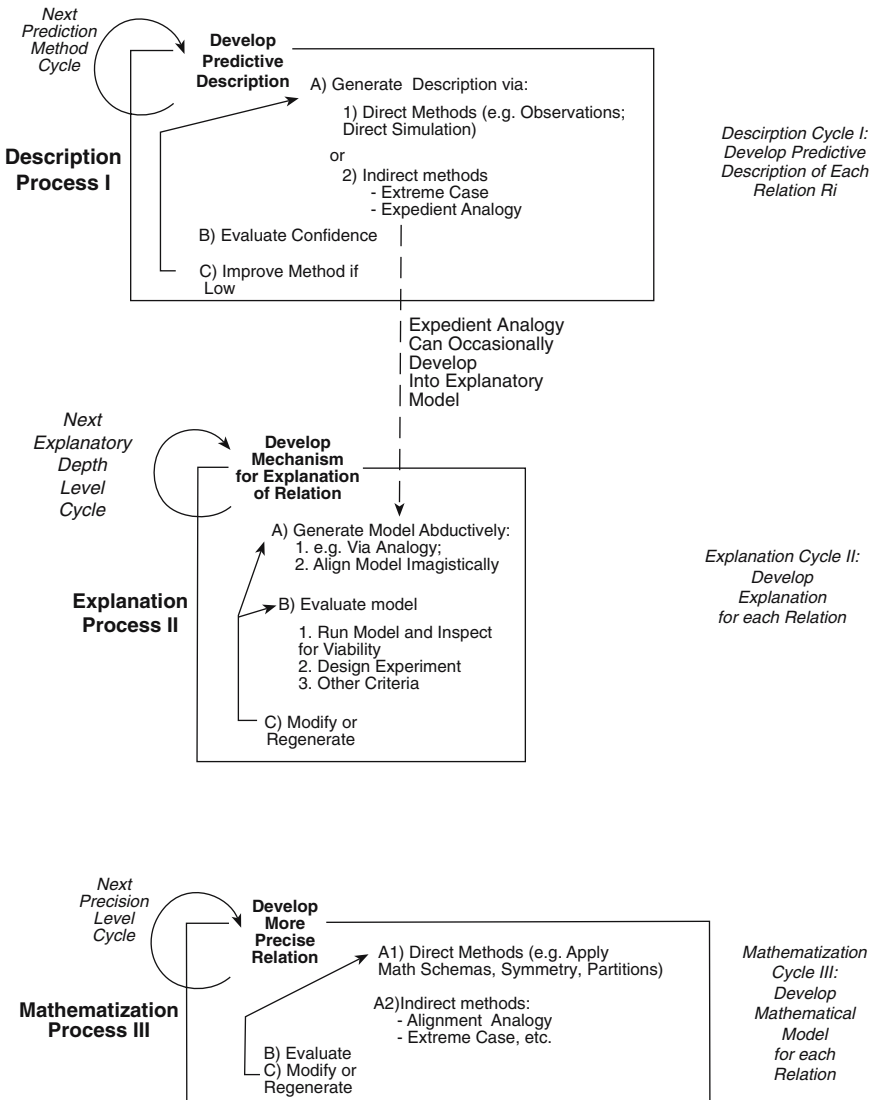 Next
Prediction
Method
Cycle
Develop
Predictive
Description
A) Generate Description via:
1) Direct Methods (e.g. Observations;
Direct Simulation)
or
2) Indirect methods
- Extreme Case
- Expedient Analogy
B) Evaluate Confidence
C) Improve Method if
Low
Description
Process I
Descirption Cycle I:
Develop Predictive
Description of Each
Relation Ri
Expedient Analogy
Can Occasionally
Develop
Into Explanatory
Model
Next
Explanatory
Depth
Level
Cycle
Develop
Mechanism
for Explanation
of Relation
A) Generate Model Abductively:
1. e.g. Via Analogy;
2. Align Model Imagistically
B) Evaluate model
1. Run Model and Inspect
for Viability
2. Design Experiment
3. Other Criteria
C) Modify or
Regenerate
Explanation
Process II
Explanation Cycle II:
Develop
Explanation
for each Relation
Next
Precision
Level
Cycle
Develop
More
Precise
Relation
A1) Direct Methods (e.g. Apply
Math Schemas, Symmetry, Partitions)
A2)Indirect methods:
- Alignment Analogy
- Extreme Case, etc.
B) Evaluate
C) Modify or
Regenerate
Mathematization
Process III
Mathematization
Cycle III:
Develop
Mathematical
Model
for each
Relation